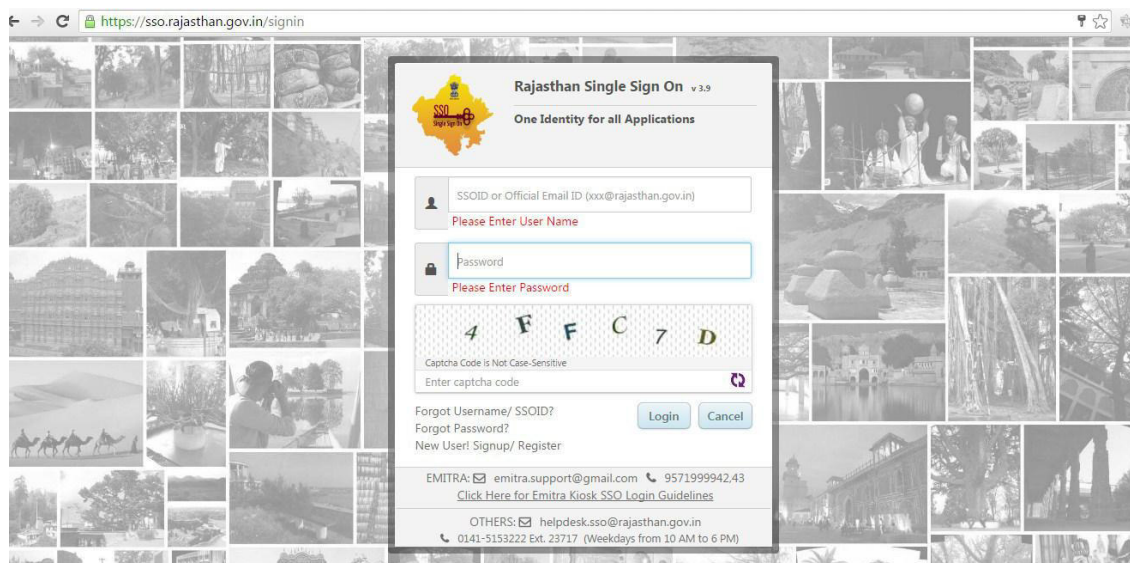 https://sso.rajasthan.gov.in/signin
SSO
Single Sign On
Rajasthan Single Sign On v 3.9
One Identity for all Applications
SSOID or Official Email ID (xxx@rajasthan.gov.in)
Please Enter User Name
Password
Please Enter Password
4 F F C 7 D
Captcha Code is Not Case-Sensitive
Enter captcha code
Forgot Username/ SSOID?
Login Cancel
Forgot Password?
New User! Signup/ Register
EMITRA: emitra.support@gmail.com 9571999942,43
Click Here for Emitra Kiosk SSO Login Guidelines
OTHERS: helpdesk.sso@rajasthan.gov.in
0141-5153222 Ext. 23717 (Weekdays from 10 AM to 6 PM)